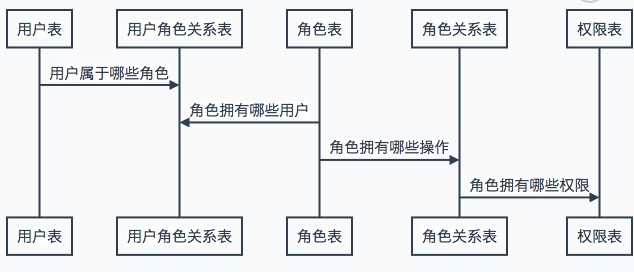 用户表
用户角色关系表
角色表
角色关系表
权限表
用户属于哪些角色
角色拥有哪些用户
角色拥有哪些操作
角色拥有哪些权限
用户表
用户角色关系表
角色表
角色关系表
权限表